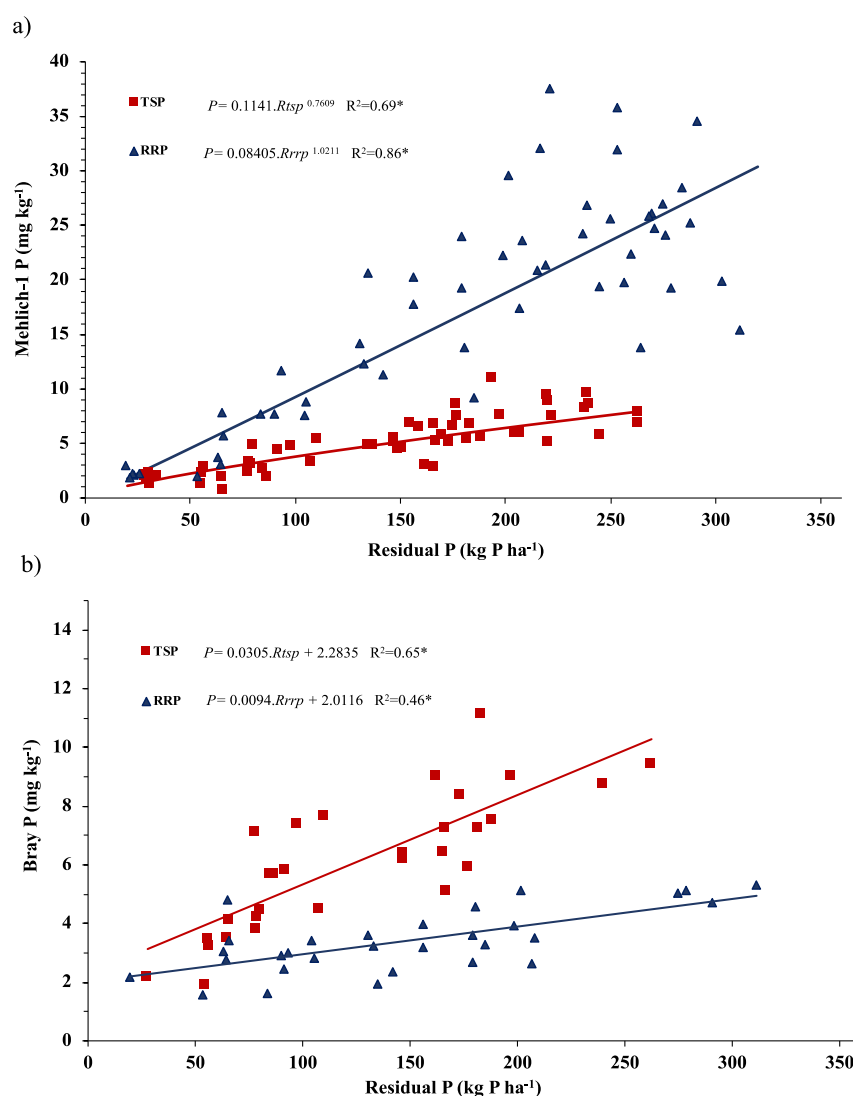 a)
40
35
30
25
20
15
10
5
0
Mehlich-1 P (mg kg⁻¹)
TSP P = 0.1141.Rtsp ^0.7609 R²=0.69*
RRP P = 0.08405.Rrrp ^1.0211 R²=0.86*
0 50 100 150 200 250 300 350
Residual P (kg P ha⁻¹)
b)
14
12
10
8
6
4
2
0
Bray P (mg kg⁻¹)
TSP P = 0.0305.Rtsp + 2.2835 R²=0.65*
RRP P = 0.0094.Rrrp + 2.0116 R²=0.46*
0 50 100 150 200 250 300 350
Residual P (kg P ha⁻¹)